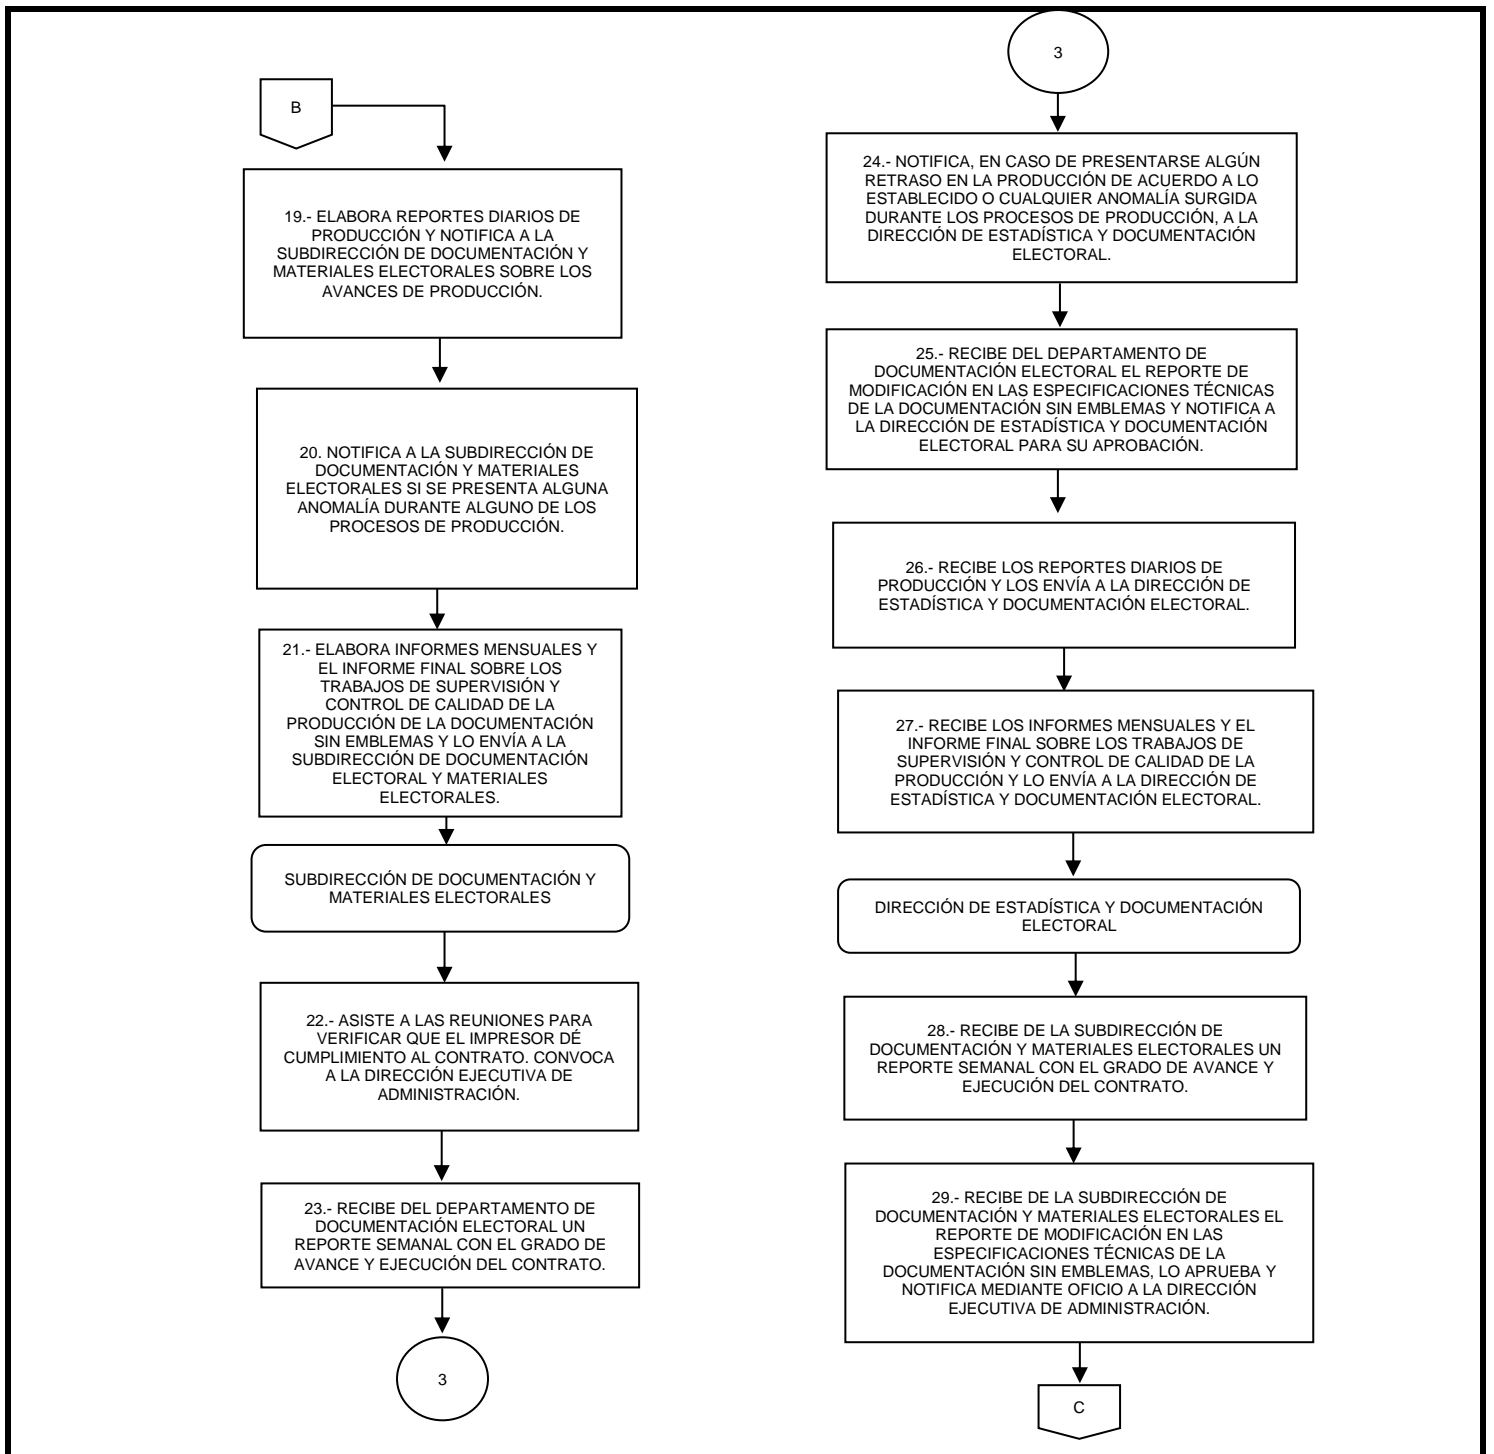 B
19.- ELABORA REPORTES DIARIOS DE
PRODUCCIÓN Y NOTIFICA A LA
SUBDIRECCIÓN DE DOCUMENTACIÓN Y
MATERIALES ELECTORALES SOBRE LOS
AVANCES DE PRODUCCIÓN.
20. NOTIFICA A LA SUBDIRECCIÓN DE
DOCUMENTACIÓN Y MATERIALES
ELECTORALES SI SE PRESENTA ALGUNA
ANOMALÍA DURANTE ALGUNO DE LOS
PROCESOS DE PRODUCCIÓN.
21.- ELABORA INFORMES MENSUALES Y
EL INFORME FINAL SOBRE LOS
TRABAJOS DE SUPERVISIÓN Y
CONTROL DE CALIDAD DE LA
PRODUCCIÓN DE LA DOCUMENTACIÓN
SIN EMBLEMAS Y LO ENVÍA A LA
SUBDIRECCIÓN DE DOCUMENTACIÓN
ELECTORAL Y MATERIALES
ELECTORALES.
SUBDIRECCIÓN DE DOCUMENTACIÓN Y
MATERIALES ELECTORALES
22.- ASISTE A LAS REUNIONES PARA
VERIFICAR QUE EL IMPRESOR DÉ
CUMPLIMIENTO AL CONTRATO. CONVOCA
A LA DIRECCIÓN EJECUTIVA DE
ADMINISTRACIÓN.
23.- RECIBE DEL DEPARTAMENTO DE
DOCUMENTACIÓN ELECTORAL UN
REPORTE SEMANAL CON EL GRADO DE
AVANCE Y EJECUCIÓN DEL CONTRATO.
3
3
24.- NOTIFICA, EN CASO DE PRESENTARSE ALGÚN
RETRASO EN LA PRODUCCIÓN DE ACUERDO A LO
ESTABLECIDO O CUALQUIER ANOMALÍA SURGIDA
DURANTE LOS PROCESOS DE PRODUCCIÓN, A LA
DIRECCIÓN DE ESTADÍSTICA Y DOCUMENTACIÓN
ELECTORAL.
25.- RECIBE DEL DEPARTAMENTO DE
DOCUMENTACIÓN ELECTORAL EL REPORTE DE
MODIFICACIÓN EN LAS ESPECIFICACIONES TÉCNICAS
DE LA DOCUMENTACIÓN SIN EMBLEMAS Y NOTIFICA A
LA DIRECCIÓN DE ESTADÍSTICA Y DOCUMENTACIÓN
ELECTORAL PARA SU APROBACIÓN.
26.- RECIBE LOS REPORTES DIARIOS DE
PRODUCCIÓN Y LOS ENVÍA A LA DIRECCIÓN DE
ESTADÍSTICA Y DOCUMENTACIÓN ELECTORAL.
27.- RECIBE LOS INFORMES MENSUALES Y EL
INFORME FINAL SOBRE LOS TRABAJOS DE
SUPERVISIÓN Y CONTROL DE CALIDAD DE LA
PRODUCCIÓN Y LO ENVÍA A LA DIRECCIÓN DE
ESTADÍSTICA Y DOCUMENTACIÓN ELECTORAL.
DIRECCIÓN DE ESTADÍSTICA Y DOCUMENTACIÓN
ELECTORAL
28.- RECIBE DE LA SUBDIRECCIÓN DE
DOCUMENTACIÓN Y MATERIALES ELECTORALES UN
REPORTE SEMANAL CON EL GRADO DE AVANCE Y
EJECUCIÓN DEL CONTRATO.
29.- RECIBE DE LA SUBDIRECCIÓN DE
DOCUMENTACIÓN Y MATERIALES ELECTORALES EL
REPORTE DE MODIFICACIÓN EN LAS
ESPECIFICACIONES TÉCNICAS DE LA
DOCUMENTACIÓN SIN EMBLEMAS, LO APRUEBA Y
NOTIFICA MEDIANTE OFICIO A LA DIRECCIÓN
EJECUTIVA DE ADMINISTRACIÓN.
C